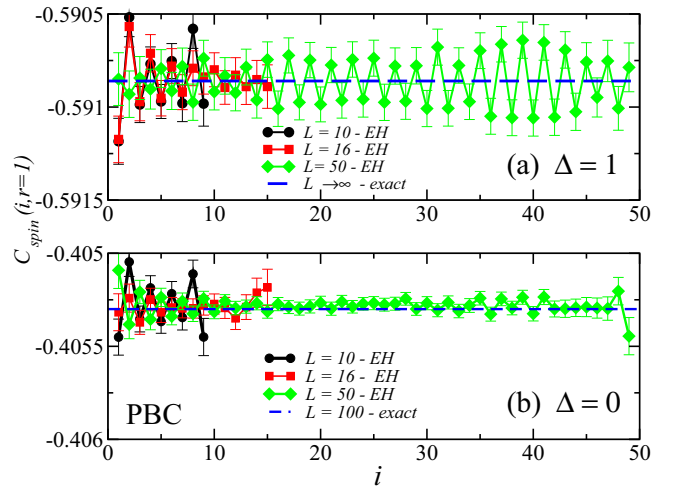 -0.5905
-0.591
-0.5915
0
10
20
30
40
50
L = 10 - EH
L = 16 - EH
L= 50 - EH
L →∞ - exact
(a) Δ = 1
C_spin (i,r=1)
-0.405
-0.4055
-0.406
L = 10 - EH
L = 16 - EH
L = 50 - EH
L = 100 - exact
PBC
(b) Δ = 0
0
10
20
30
40
50
i